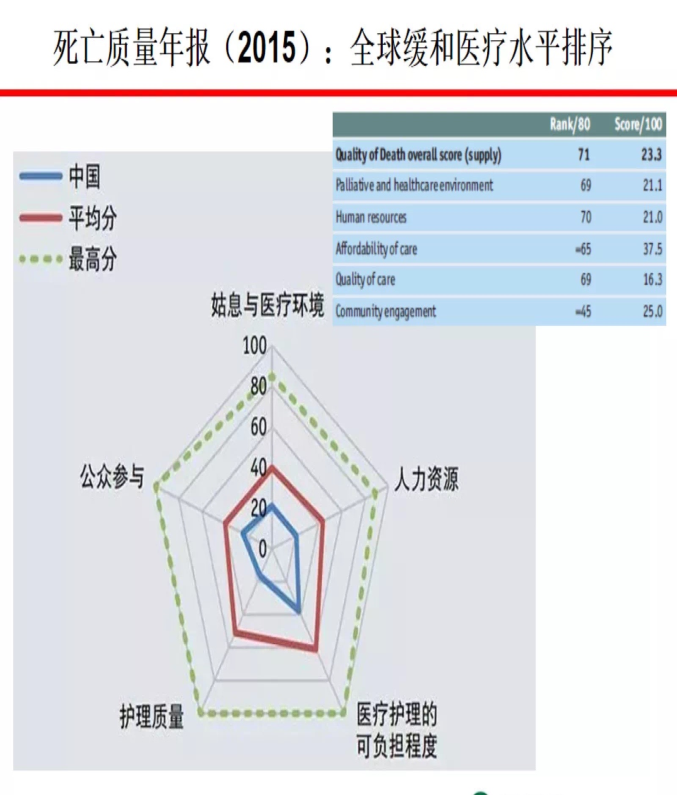 死亡质量年报（2015）：全球缓和医疗水平排序
Rank/80 Score/100
Quality of Death overall score (supply) 71 23.3
Palliative and healthcare environment 69 21.1
Human resources 70 21.0
Affordability of care =65 37.5
Quality of care 69 16.3
Community engagement =45 25.0
中国
平均分
最高分
姑息与医疗环境
100
80
60
40
20
0
公众参与
人力资源
护理质量
医疗护理的
可负担程度